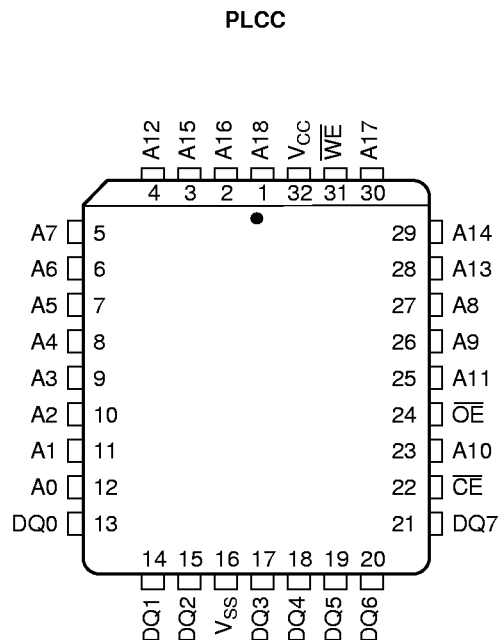 PLCC
A12 A15 A16 A18 VCC W̅E̅ A17
4 3 2 1 32 31 30
A7 5 29 A14
A6 6 28 A13
A5 7 27 A8
A4 8 26 A9
A3 9 25 A11
A2 10 24 O̅E̅
A1 11 23 A10
A0 12 22 C̅E̅
DQ0 13 21 DQ7
14 15 16 17 18 19 20
DQ1 DQ2 VSS DQ3 DQ4 DQ5 DQ6